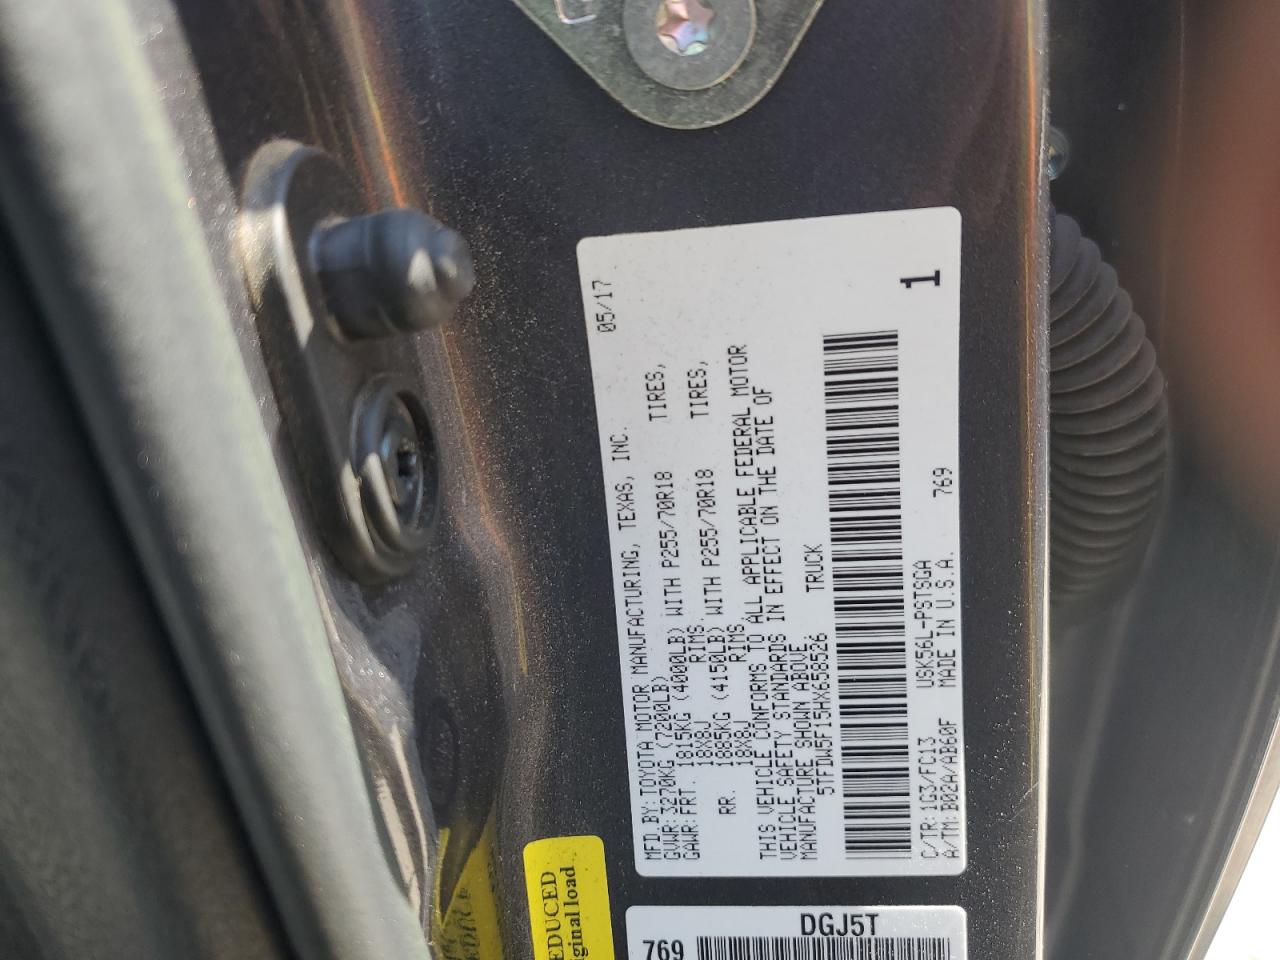 05/17
MFD.BY: TOYOTA MOTOR MANUFACTURING, TEXAS, INC.
GVWR: 3270KG (7200LB)
GAWR: FRT. 1815KG (4000LB) WITH P255/70R18 TIRES,
18X8J RIMS
RR. 1885KG (4150LB) WITH P255/70R18 TIRES,
18X8J RIMS
THIS VEHICLE CONFORMS TO ALL APPLICABLE FEDERAL MOTOR
VEHICLE SAFETY STANDARDS IN EFFECT ON THE DATE OF
MANUFACTURE SHOWN ABOVE.
5TFDW5F15HX658526 TRUCK
1
C/TR: 1G3/FC13 USK56L-PSTSGA 769
A/TM: B02A/AB60F MADE IN U.S.A.
EDUCED
iginal load
DGJ5T
769